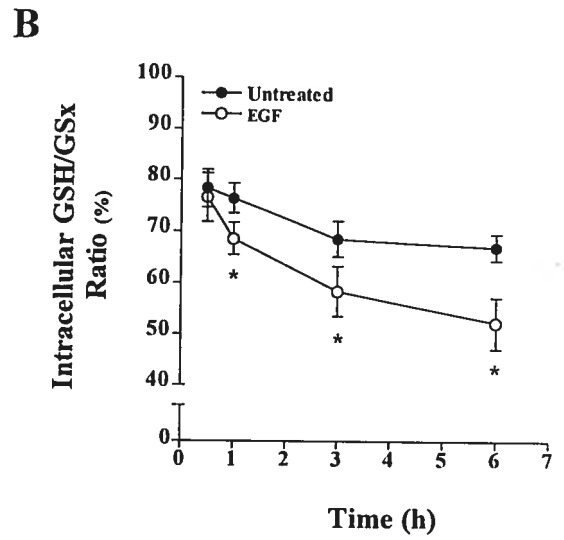 B
Intracellular GSH/GSx
Ratio (%)
100
90
80
70
60
50
40
0
Untreated
EGF
*
*
*
0 1 2 3 4 5 6 7
Time (h)